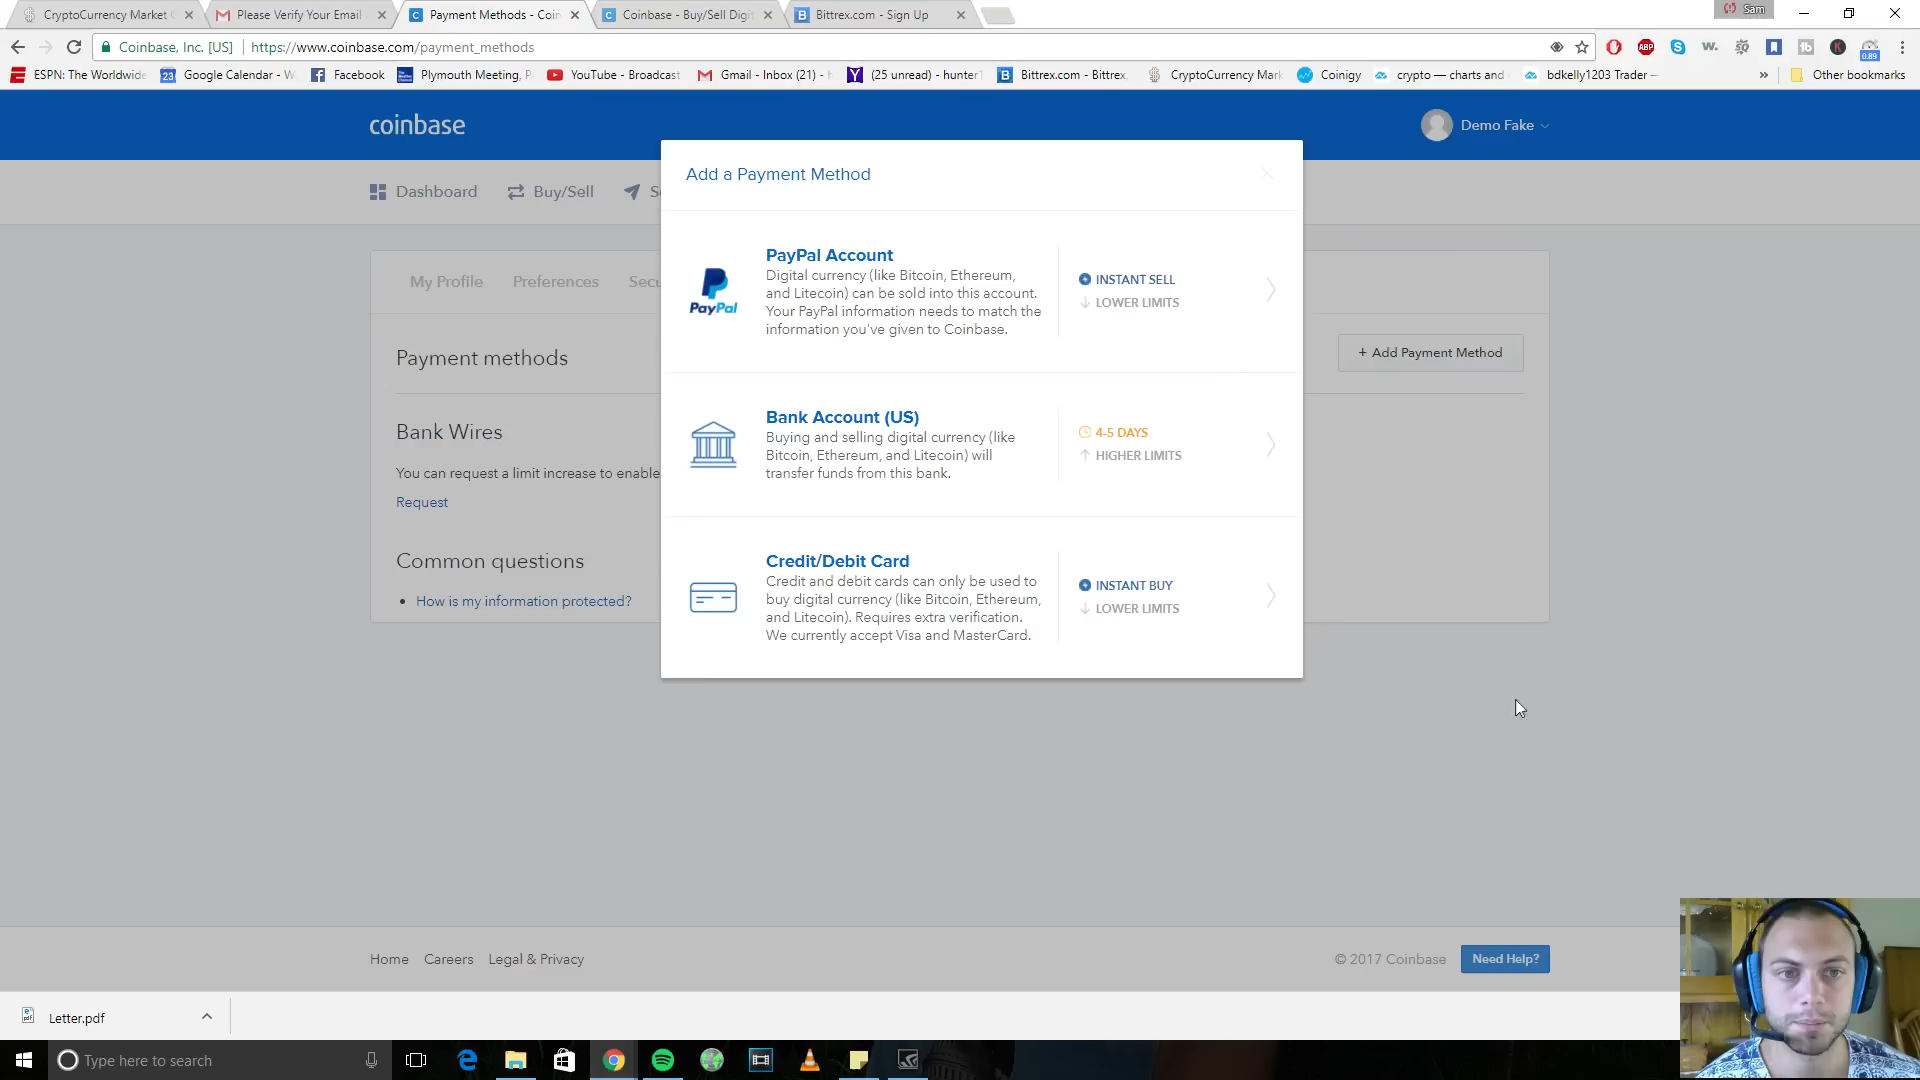 CryptoCurrency Market C
Please Verify Your Email
Payment Methods - Coin
Coinbase - Buy/Sell Digit
Bittrex.com - Sign Up
Sam
Coinbase, Inc. [US]
https://www.coinbase.com/payment_methods
ESPN: The Worldwide
Google Calendar - W
Facebook
Plymouth Meeting, P
YouTube - Broadcast
Gmail - Inbox (21) - h
(25 unread) - hunter1
Bittrex.com - Bittrex,
CryptoCurrency Mark
Coinigy
crypto — charts and
bdkelly1203 Trader —
»
Other bookmarks
coinbase
Demo Fake
Dashboard
Buy/Sell
S
My Profile
Preferences
Secu
Payment methods
+ Add Payment Method
Bank Wires
You can request a limit increase to enable
Request
Common questions
• How is my information protected?
Add a Payment Method
PayPal
PayPal Account
Digital currency (like Bitcoin, Ethereum,
and Litecoin) can be sold into this account.
Your PayPal information needs to match the
information you've given to Coinbase.
INSTANT SELL
LOWER LIMITS
Bank Account (US)
Buying and selling digital currency (like
Bitcoin, Ethereum, and Litecoin) will
transfer funds from this bank.
4-5 DAYS
HIGHER LIMITS
Credit/Debit Card
Credit and debit cards can only be used to
buy digital currency (like Bitcoin, Ethereum,
and Litecoin). Requires extra verification.
We currently accept Visa and MasterCard.
INSTANT BUY
LOWER LIMITS
Home
Careers
Legal & Privacy
© 2017 Coinbase
Need Help?
Letter.pdf
Type here to search